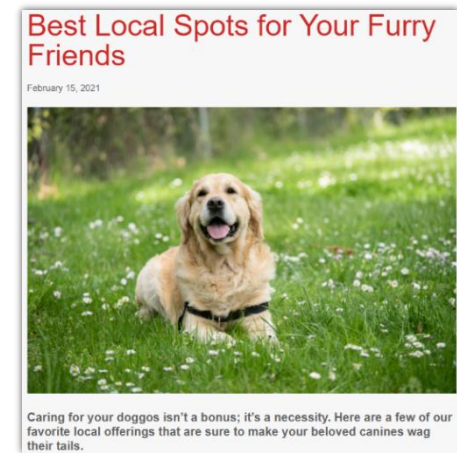 Best Local Spots for Your Furry
Friends
February 15, 2021
Caring for your doggos isn't a bonus; it's a necessity. Here are a few of our
favorite local offerings that are sure to make your beloved canines wag
their tails.